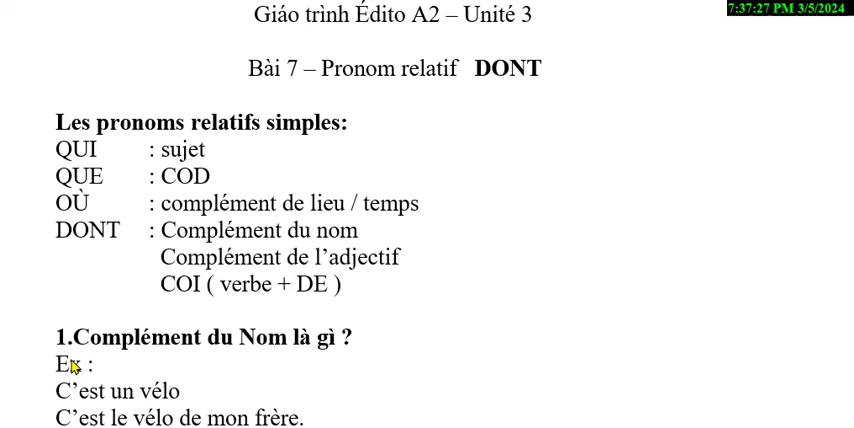 Giáo trình Édito A2 – Unité 3
7:37:27 PM 3/5/2024
Bài 7 – Pronom relatif DONT
Les pronoms relatifs simples:
QUI : sujet
QUE : COD
OÙ : complément de lieu / temps
DONT : Complément du nom
Complément de l’adjectif
COI ( verbe + DE )
1.Complément du Nom là gì ?
Ex :
C’est un vélo
C’est le vélo de mon frère.